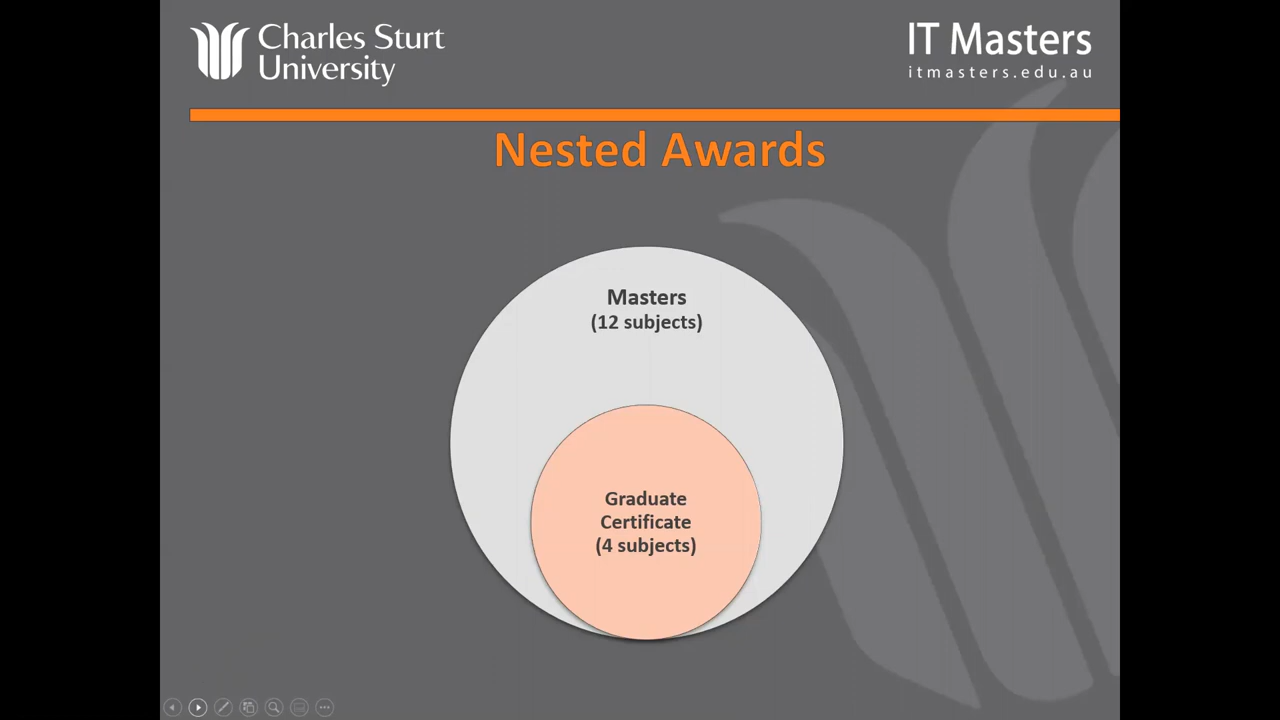 Charles Sturt
University
IT Masters
itmasters.edu.au
Nested Awards
Masters
(12 subjects)
Graduate
Certificate
(4 subjects)